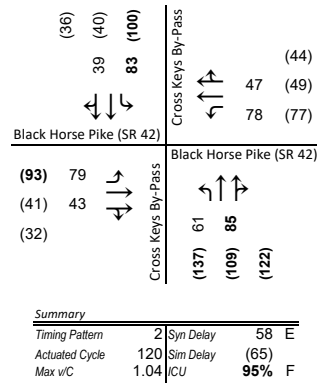 (36) (40) (100)
39 83
Cross Keys By-Pass
(44)
47 (49)
78 (77)
Black Horse Pike (SR 42)
Black Horse Pike (SR 42)
(93) 79
(41) 43
(32)
Cross Keys By-Pass
61 85
(137) (109) (122)
Summary
Timing Pattern 2 Syn Delay 58 E
Actuated Cycle 120 Sim Delay (65)
Max v/C 1.04 ICU 95% F